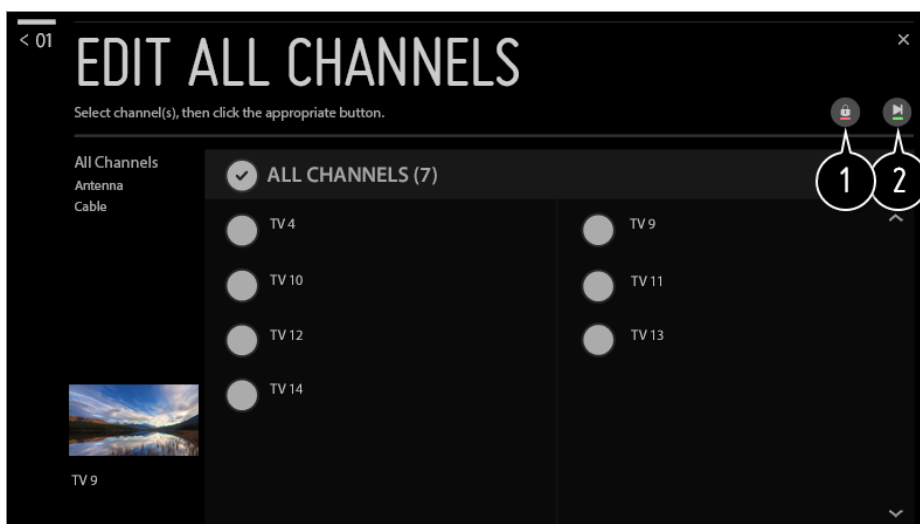 < 01
EDIT ALL CHANNELS
Select channel(s), then click the appropriate button.
1
2
All Channels
Antenna
Cable
ALL CHANNELS (7)
TV 4
TV 9
TV 10
TV 11
TV 12
TV 13
TV 14
TV 9